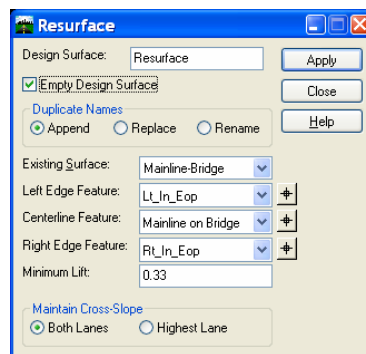 Resurface
Design Surface: Resurface
Apply
Empty Design Surface
Close
Duplicate Names
Append Replace Rename
Help
Existing Surface: Mainline-Bridge
Left Edge Feature: Lt_In_Eop
Centerline Feature: Mainline on Bridge
Right Edge Feature: Rt_In_Eop
Minimum Lift: 0.33
Maintain Cross-Slope
Both Lanes Highest Lane